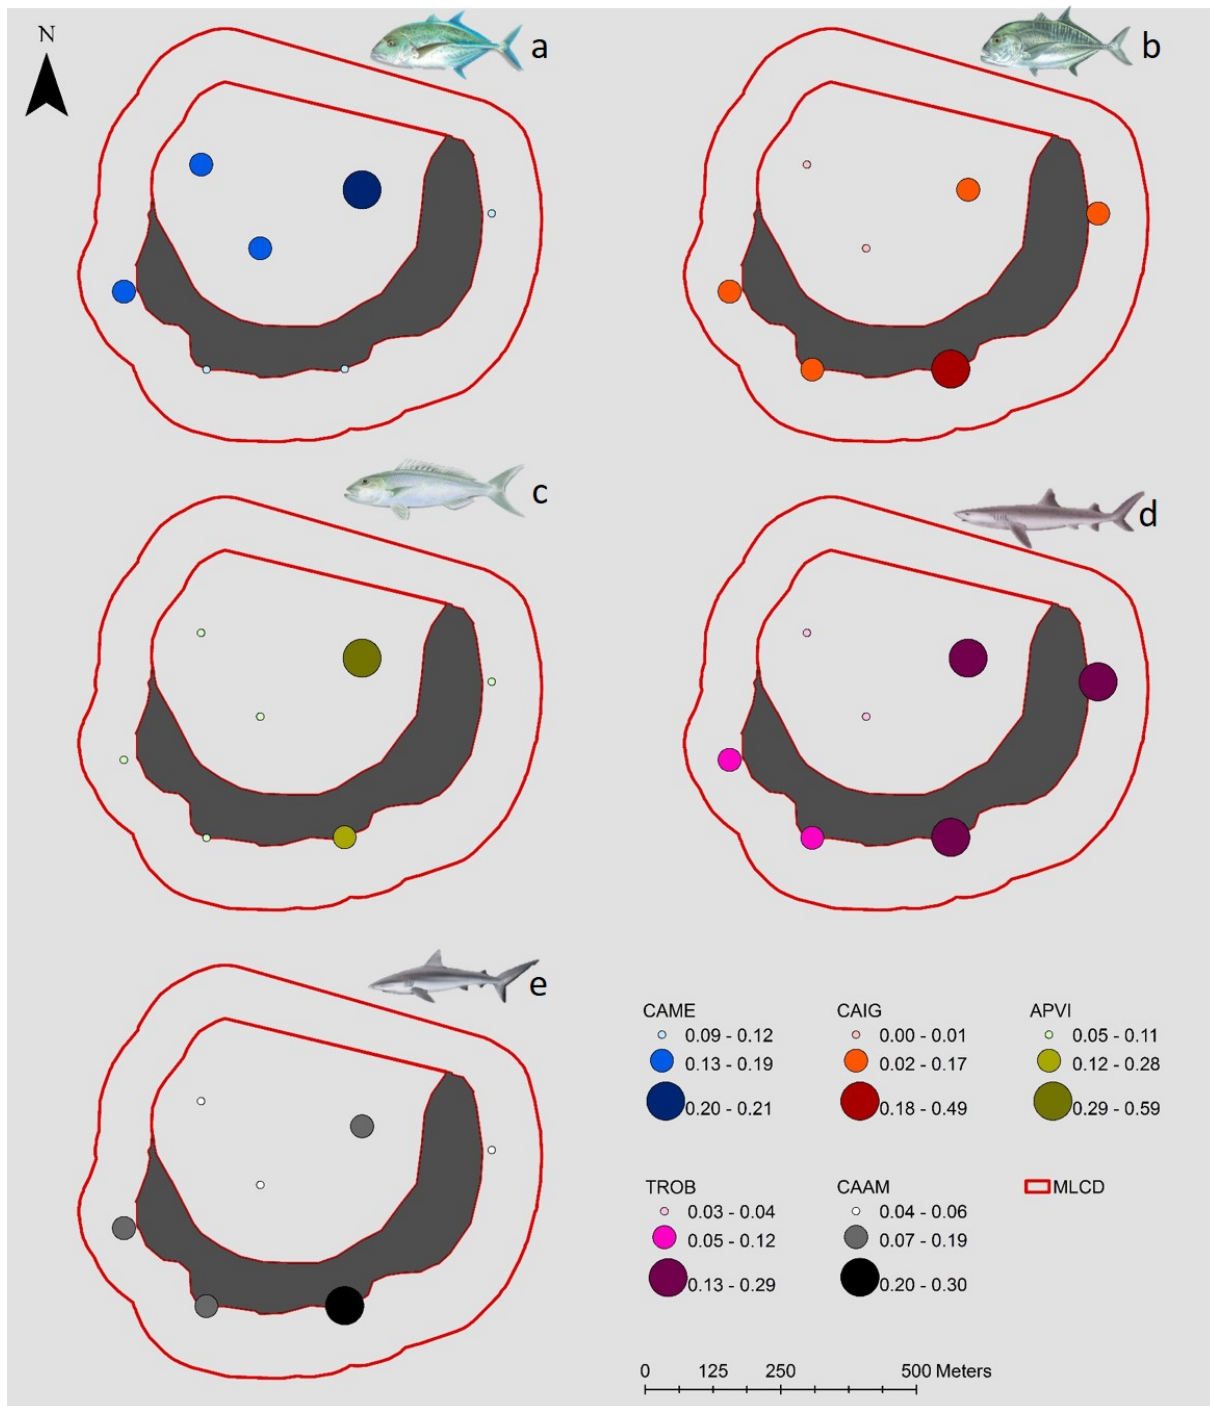 N
a
b
c
d
e
CAME
0.09 - 0.12
0.13 - 0.19
0.20 - 0.21
CAIG
0.00 - 0.01
0.02 - 0.17
0.18 - 0.49
APVI
0.05 - 0.11
0.12 - 0.28
0.29 - 0.59
TROB
0.03 - 0.04
0.05 - 0.12
0.13 - 0.29
CAAM
0.04 - 0.06
0.07 - 0.19
0.20 - 0.30
MLCD
0 125 250 500 Meters